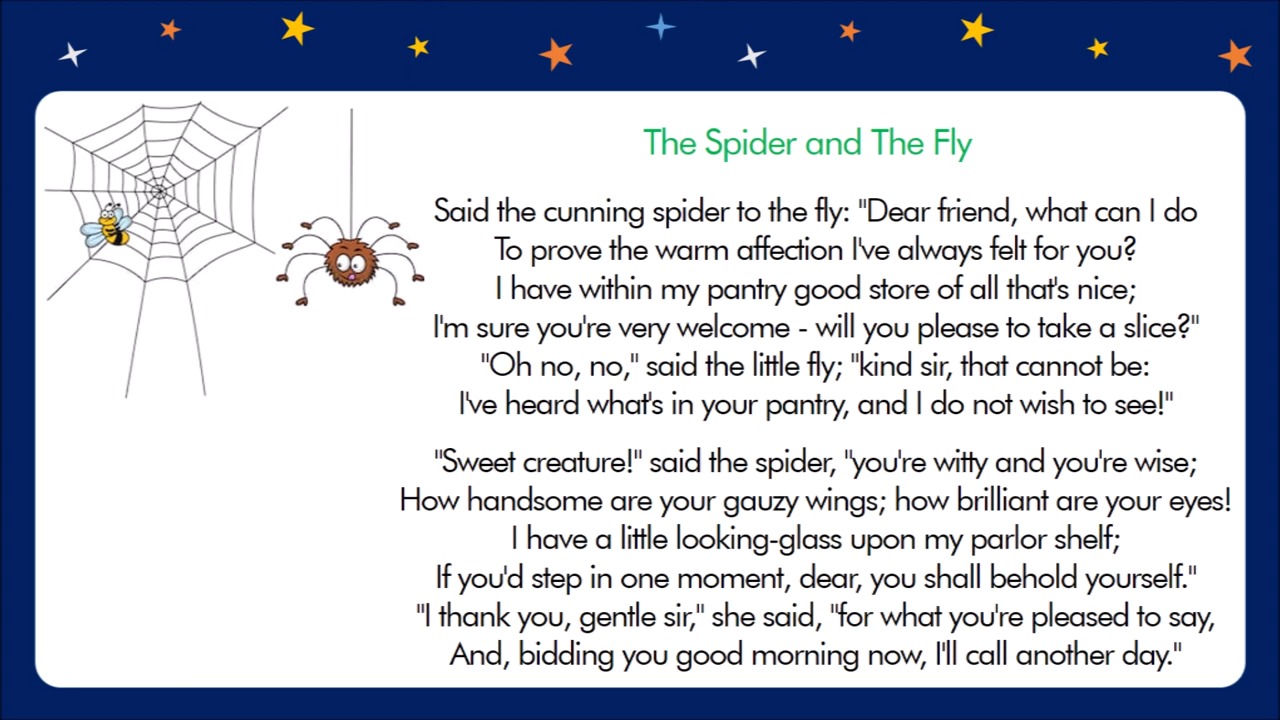 The Spider and The Fly
Said the cunning spider to the fly: "Dear friend, what can I do
To prove the warm affection I've always felt for you?
I have within my pantry good store of all that's nice;
I'm sure you're very welcome - will you please to take a slice?"
"Oh no, no," said the little fly; "kind sir, that cannot be:
I've heard what's in your pantry, and I do not wish to see!"
"Sweet creature!" said the spider, "you're witty and you're wise;
How handsome are your gauzy wings; how brilliant are your eyes!
I have a little looking-glass upon my parlor shelf;
If you'd step in one moment, dear, you shall behold yourself."
"I thank you, gentle sir," she said, "for what you're pleased to say,
And, bidding you good morning now, I'll call another day."